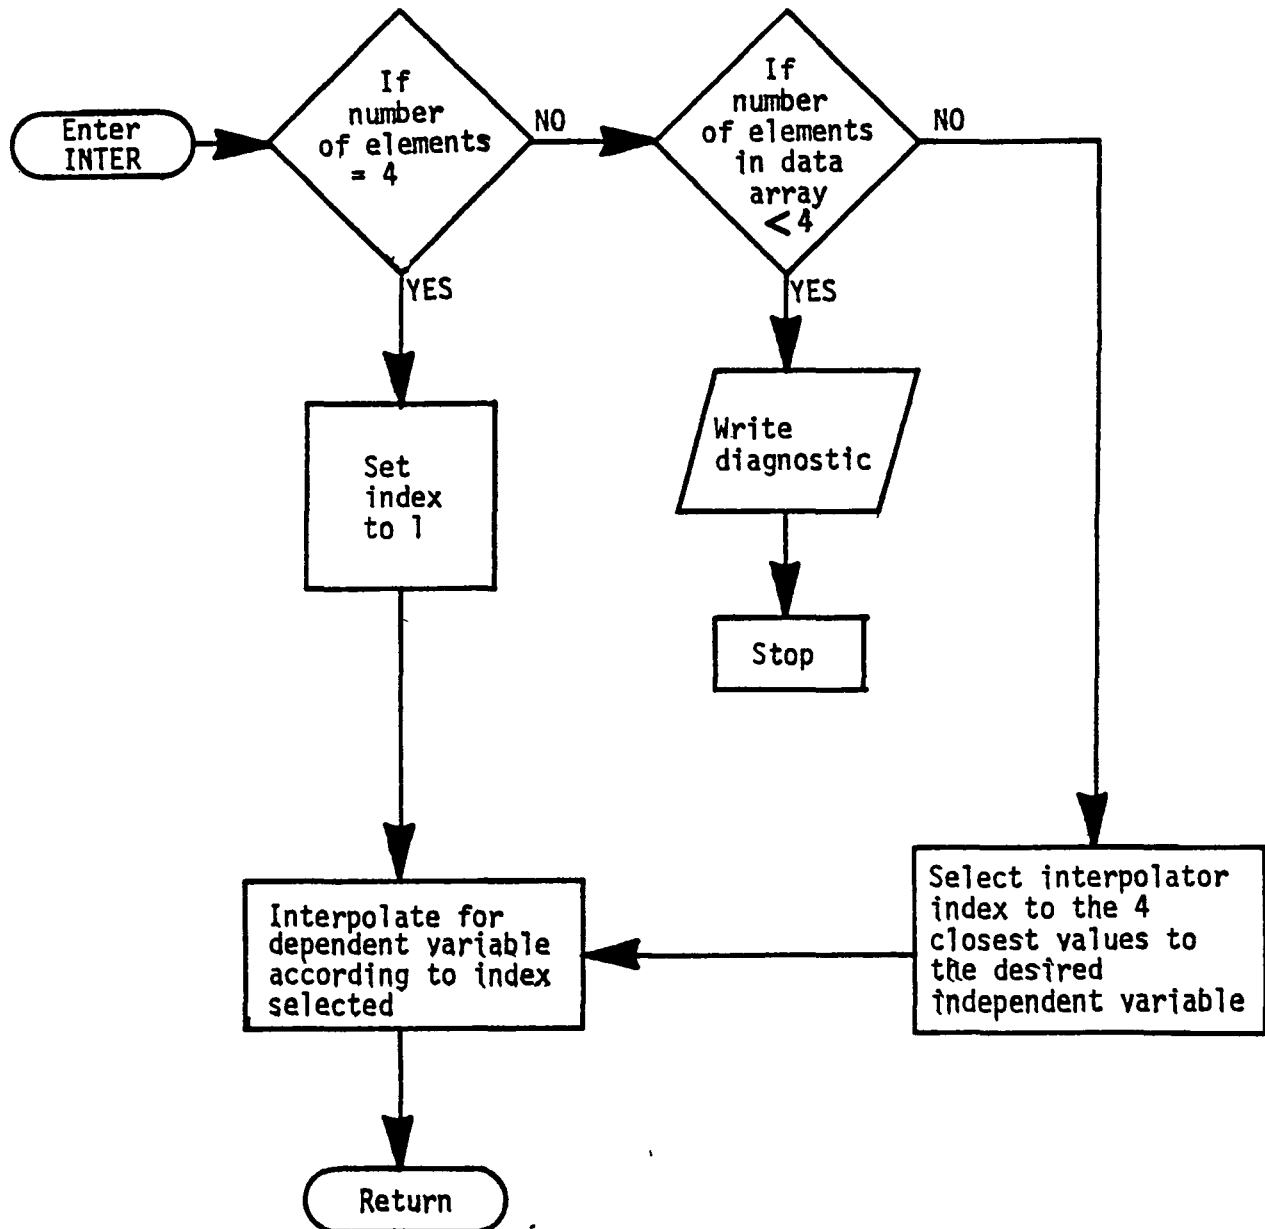 Enter
INTER
If
number
of elements
= 4
NO
If
number
of elements
in data
array
< 4
NO
YES
YES
Set
index
to 1
Write
diagnostic
Stop
Interpolate for
dependent variable
according to index
selected
Select interpolator
index to the 4
closest values to
the desired
independent variable
Return